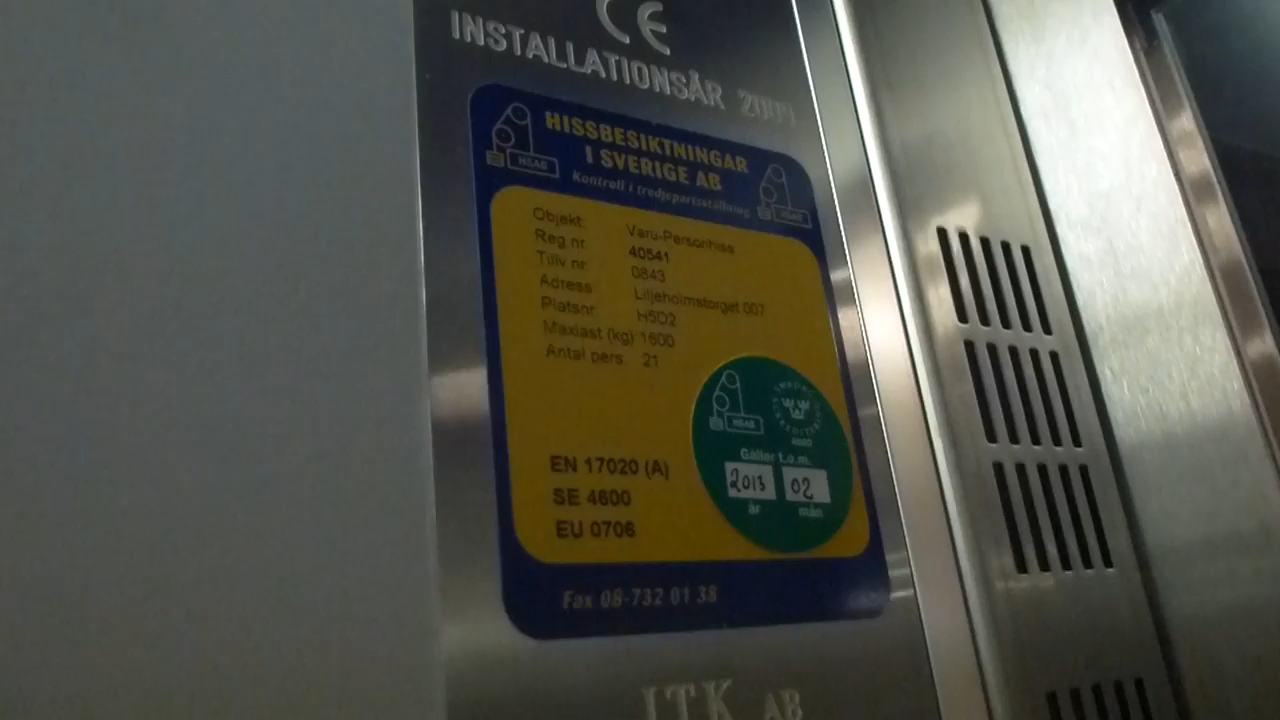 CE
INSTALLATIONSÅR
HISSBESIKTNINGAR
I SVERIGE AB
Kontroll i tredjepartsställning
HSAB
HSAB
Objekt: Varu-Personhiss
Reg.nr. 40541
Tillv nr 0843
Adress Liljeholmstorget 007
Platsnr. H5D2
Maxlast (kg) 1600
Antal pers. 21
HSAB
Gäller t.o.m.
2013 02
år mån
EN 17020 (A)
SE 4600
EU 0706
Fax 08-732 01 38
ITK AB